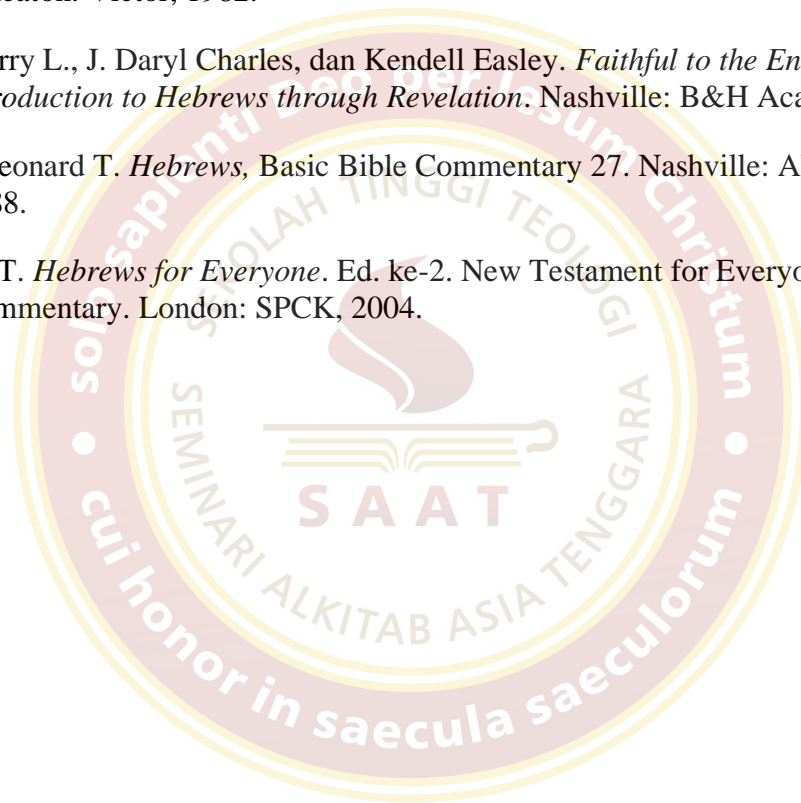 rry L., J. Daryl Charles, dan Kendell Easley. Faithful to the En
roduction to Hebrews through Revelation. Nashville: B&H Aca
eonard T. Hebrews, Basic Bible Commentary 27. Nashville: A
38.
T. Hebrews for Everyone. Ed. ke-2. New Testament for Everyo
mmentary. London: SPCK, 2004.
solo sapienti Deo per Iesum Christum
cui honor in saecula saeculorum
SEKOLAH TINGGI TEOLOGI
SEMINARI ALKITAB ASIA TENGGARA
SAAT